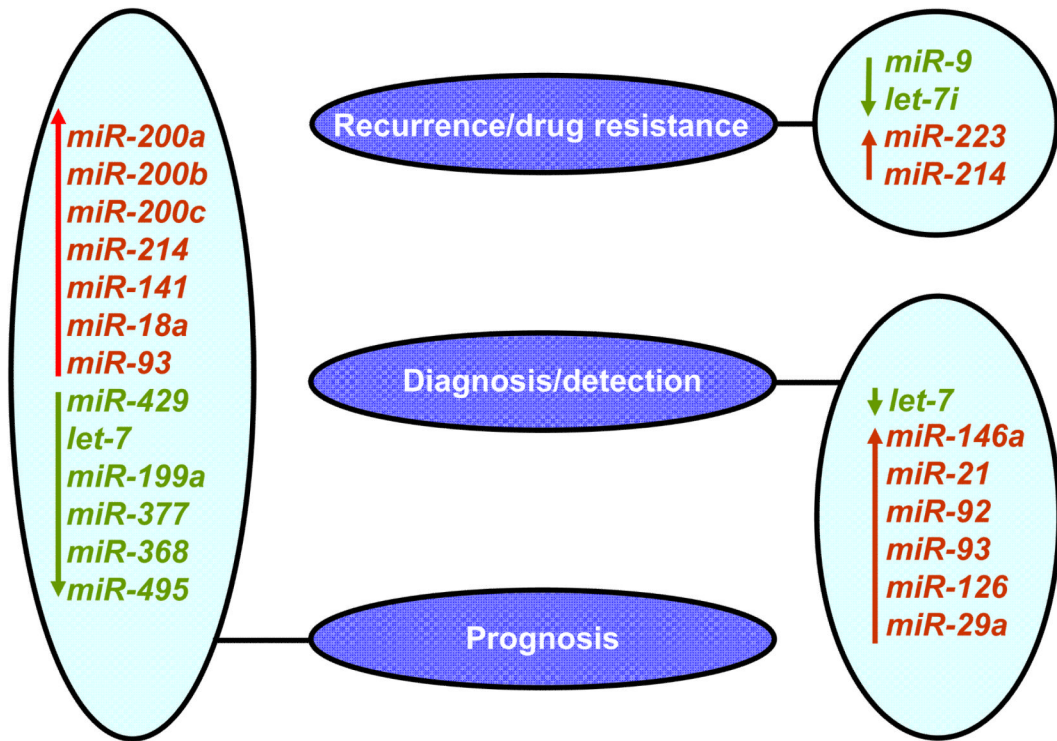 miR-200a
miR-200b
miR-200c
miR-214
miR-141
miR-18a
miR-93
miR-429
let-7
miR-199a
miR-377
miR-368
miR-495
Recurrence/drug resistance
miR-9
let-7i
miR-223
miR-214
Diagnosis/detection
let-7
miR-146a
miR-21
miR-92
miR-93
miR-126
miR-29a
Prognosis